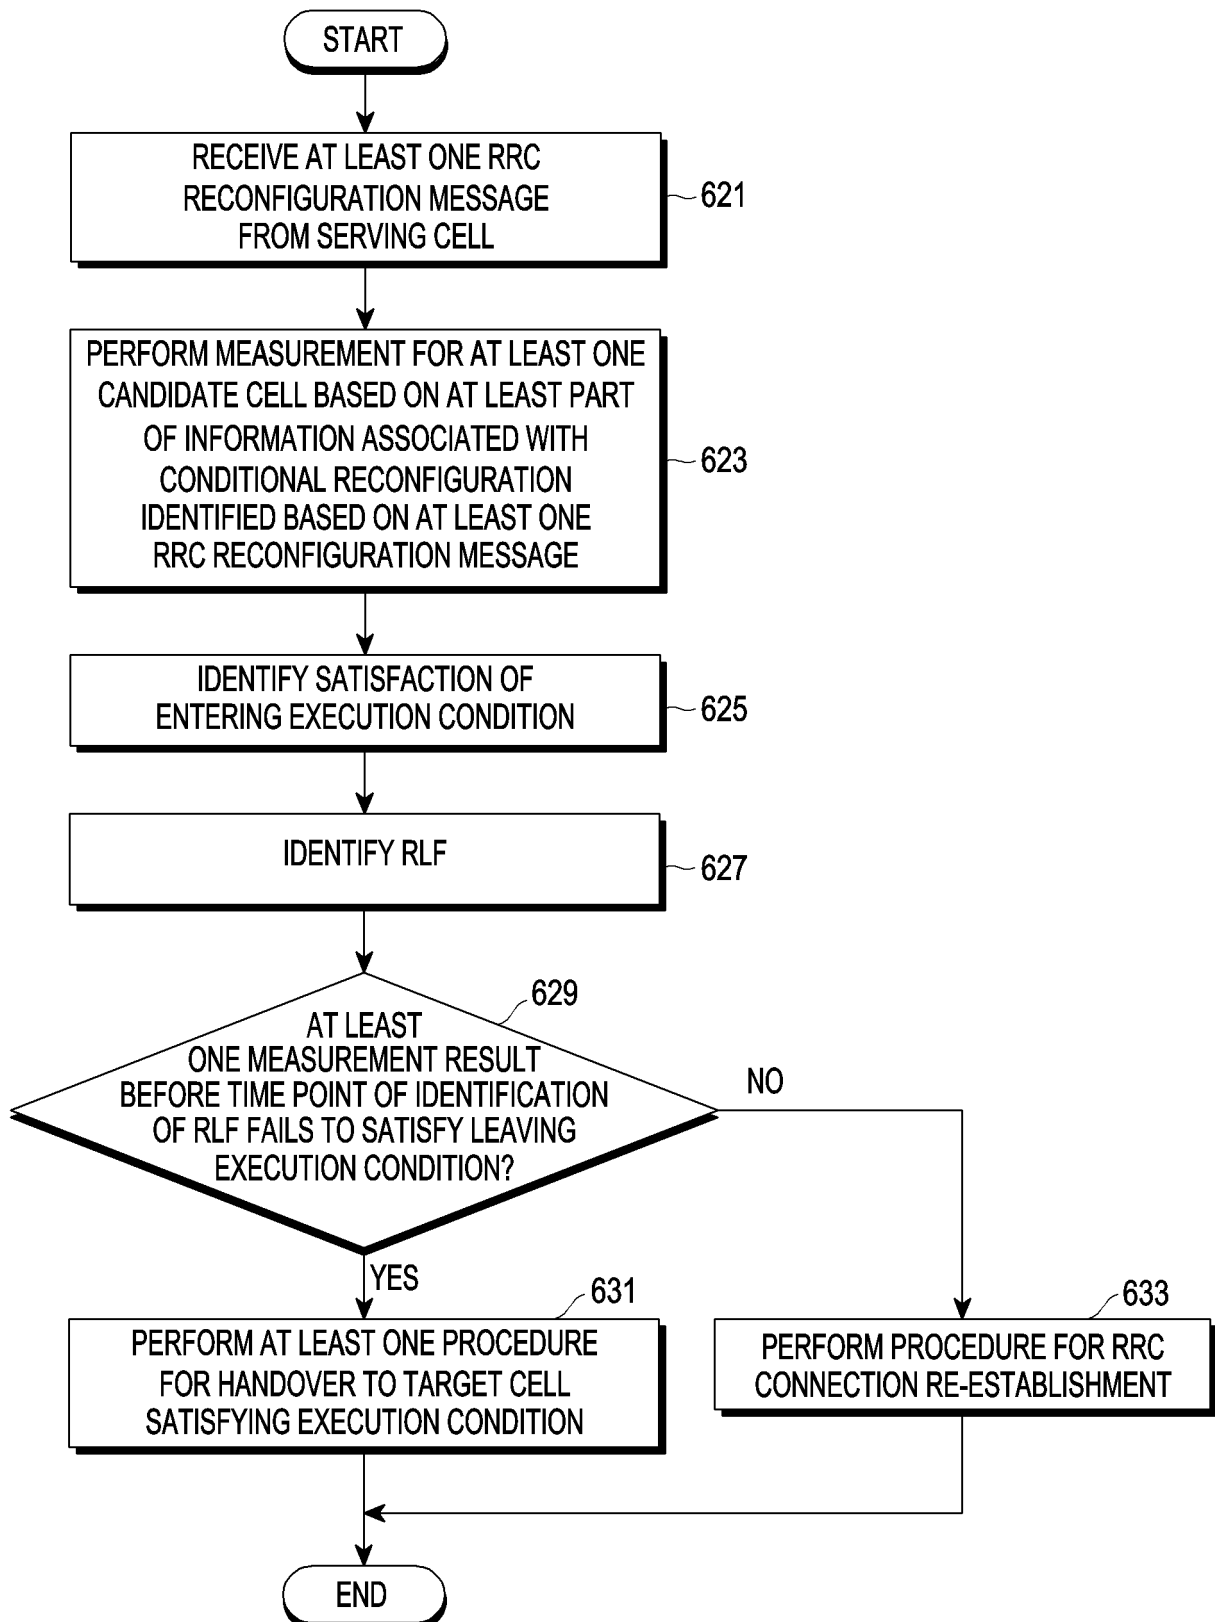 START
RECEIVE AT LEAST ONE RRC
RECONFIGURATION MESSAGE
FROM SERVING CELL
621
PERFORM MEASUREMENT FOR AT LEAST ONE
CANDIDATE CELL BASED ON AT LEAST PART
OF INFORMATION ASSOCIATED WITH
CONDITIONAL RECONFIGURATION
IDENTIFIED BASED ON AT LEAST ONE
RRC RECONFIGURATION MESSAGE
623
IDENTIFY SATISFACTION OF
ENTERING EXECUTION CONDITION
625
IDENTIFY RLF
627
629
AT LEAST
ONE MEASUREMENT RESULT
BEFORE TIME POINT OF IDENTIFICATION
OF RLF FAILS TO SATISFY LEAVING
EXECUTION CONDITION?
NO
YES
631
PERFORM AT LEAST ONE PROCEDURE
FOR HANDOVER TO TARGET CELL
SATISFYING EXECUTION CONDITION
633
PERFORM PROCEDURE FOR RRC
CONNECTION RE-ESTABLISHMENT
END